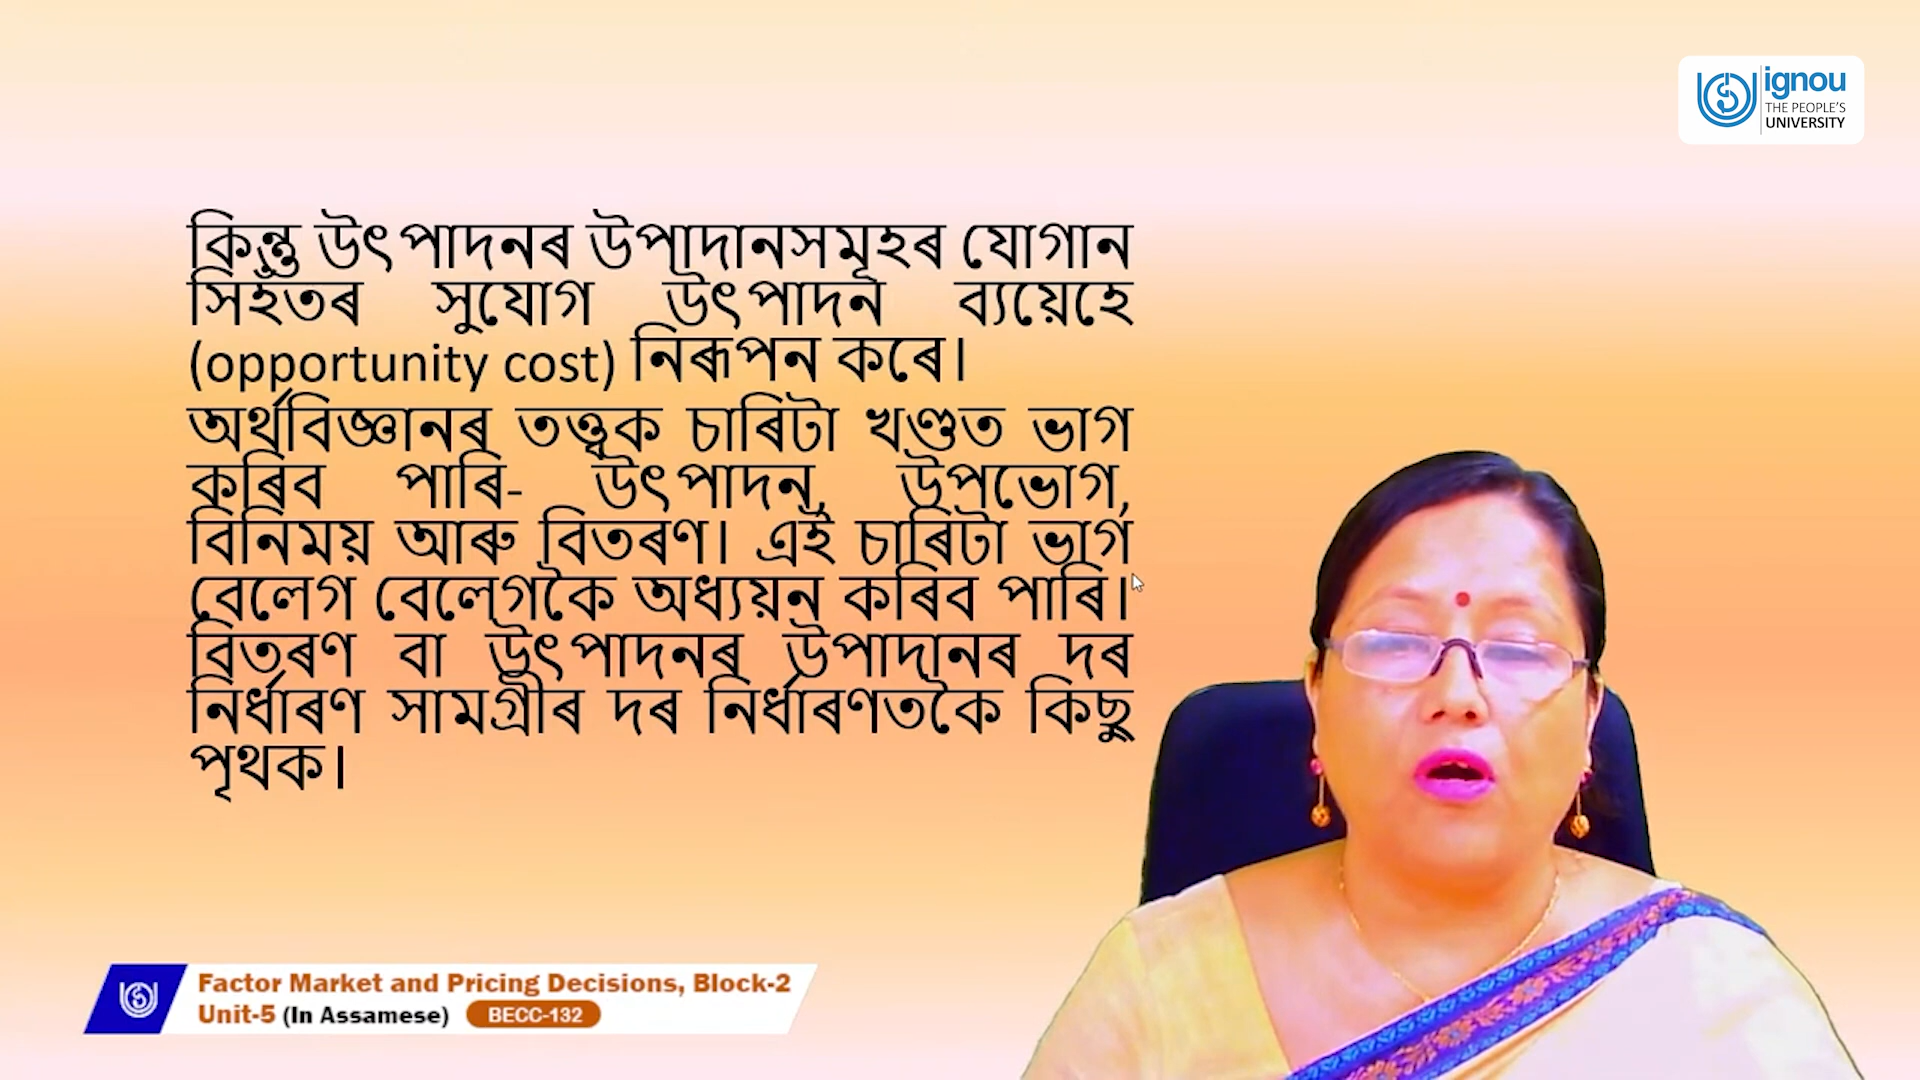 ignou
THE PEOPLE'S
UNIVERSITY
কিন্তু উৎপাদনৰ উপাদানসমূহৰ যোগান
সিহঁতৰ সুযোগ উৎপাদন ব্যয়েহে
(opportunity cost) নিৰূপন কৰে।
অৰ্থবিজ্ঞানৰ তত্ত্বক চাৰিটা খণ্ডত ভাগ
কৰিব পাৰি- উৎপাদন, উপভোগ,
বিনিময় আৰু বিতৰণ। এই চাৰিটা ভাগ
বেলেগ বেলেগকৈ অধ্যয়ন কৰিব পাৰি।
বিতৰণ বা উৎপাদনৰ উপাদানৰ দৰ
নিৰ্ধাৰণ সামগ্ৰীৰ দৰ নিৰ্ধাৰণতকৈ কিছু
পৃথক।
Factor Market and Pricing Decisions, Block-2
Unit-5 (In Assamese) BECC-132